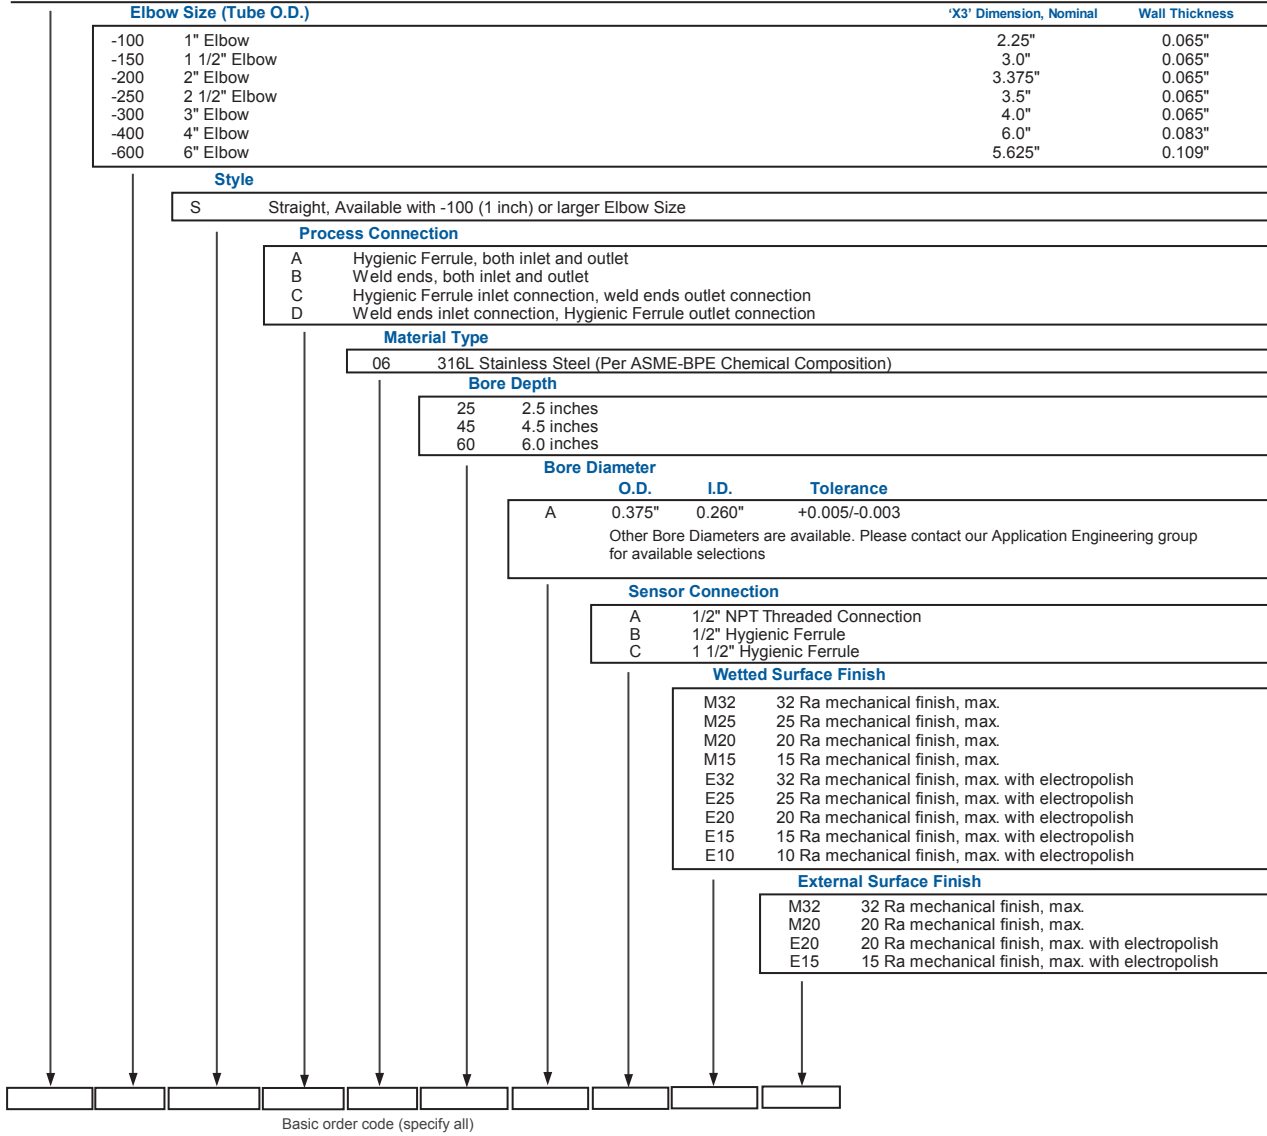 Elbow Size (Tube O.D.) 'X3' Dimension, Nominal Wall Thickness
-100 1" Elbow 2.25" 0.065"
-150 1 1/2" Elbow 3.0" 0.065"
-200 2" Elbow 3.375" 0.065"
-250 2 1/2" Elbow 3.5" 0.065"
-300 3" Elbow 4.0" 0.065"
-400 4" Elbow 6.0" 0.083"
-600 6" Elbow 5.625" 0.109"
Style
S Straight, Available with -100 (1 inch) or larger Elbow Size
Process Connection
A Hygienic Ferrule, both inlet and outlet
B Weld ends, both inlet and outlet
C Hygienic Ferrule inlet connection, weld ends outlet connection
D Weld ends inlet connection, Hygienic Ferrule outlet connection
Material Type
06 316L Stainless Steel (Per ASME-BPE Chemical Composition)
Bore Depth
25 2.5 inches
45 4.5 inches
60 6.0 inches
Bore Diameter
O.D. I.D. Tolerance
A 0.375" 0.260" +0.005/-0.003
Other Bore Diameters are available. Please contact our Application Engineering group
for available selections
Sensor Connection
A 1/2" NPT Threaded Connection
B 1/2" Hygienic Ferrule
C 1 1/2" Hygienic Ferrule
Wetted Surface Finish
M32 32 Ra mechanical finish, max.
M25 25 Ra mechanical finish, max.
M20 20 Ra mechanical finish, max.
M15 15 Ra mechanical finish, max.
E32 32 Ra mechanical finish, max. with electropolish
E25 25 Ra mechanical finish, max. with electropolish
E20 20 Ra mechanical finish, max. with electropolish
E15 15 Ra mechanical finish, max. with electropolish
E10 10 Ra mechanical finish, max. with electropolish
External Surface Finish
M32 32 Ra mechanical finish, max.
M20 20 Ra mechanical finish, max.
E20 20 Ra mechanical finish, max. with electropolish
E15 15 Ra mechanical finish, max. with electropolish
Basic order code (specify all)